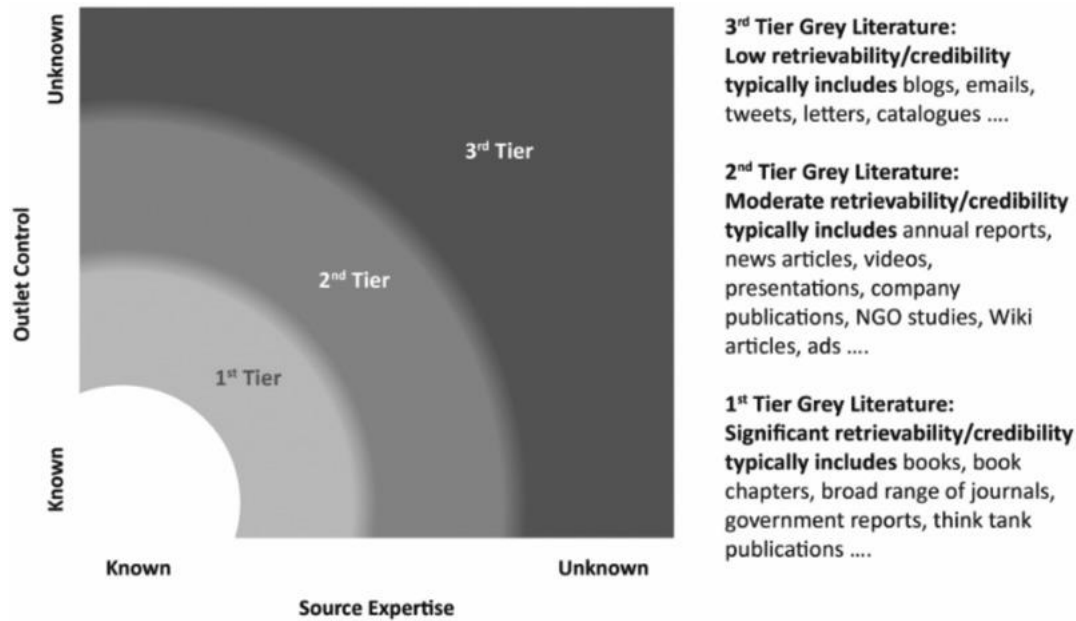 Unknown
Outlet Control
Known
3rd Tier
2nd Tier
1st Tier
Known
Unknown
Source Expertise
3rd Tier Grey Literature:
Low retrievability/credibility
typically includes blogs, emails,
tweets, letters, catalogues ....
2nd Tier Grey Literature:
Moderate retrievability/credibility
typically includes annual reports,
news articles, videos,
presentations, company
publications, NGO studies, Wiki
articles, ads ....
1st Tier Grey Literature:
Significant retrievability/credibility
typically includes books, book
chapters, broad range of journals,
government reports, think tank
publications ....